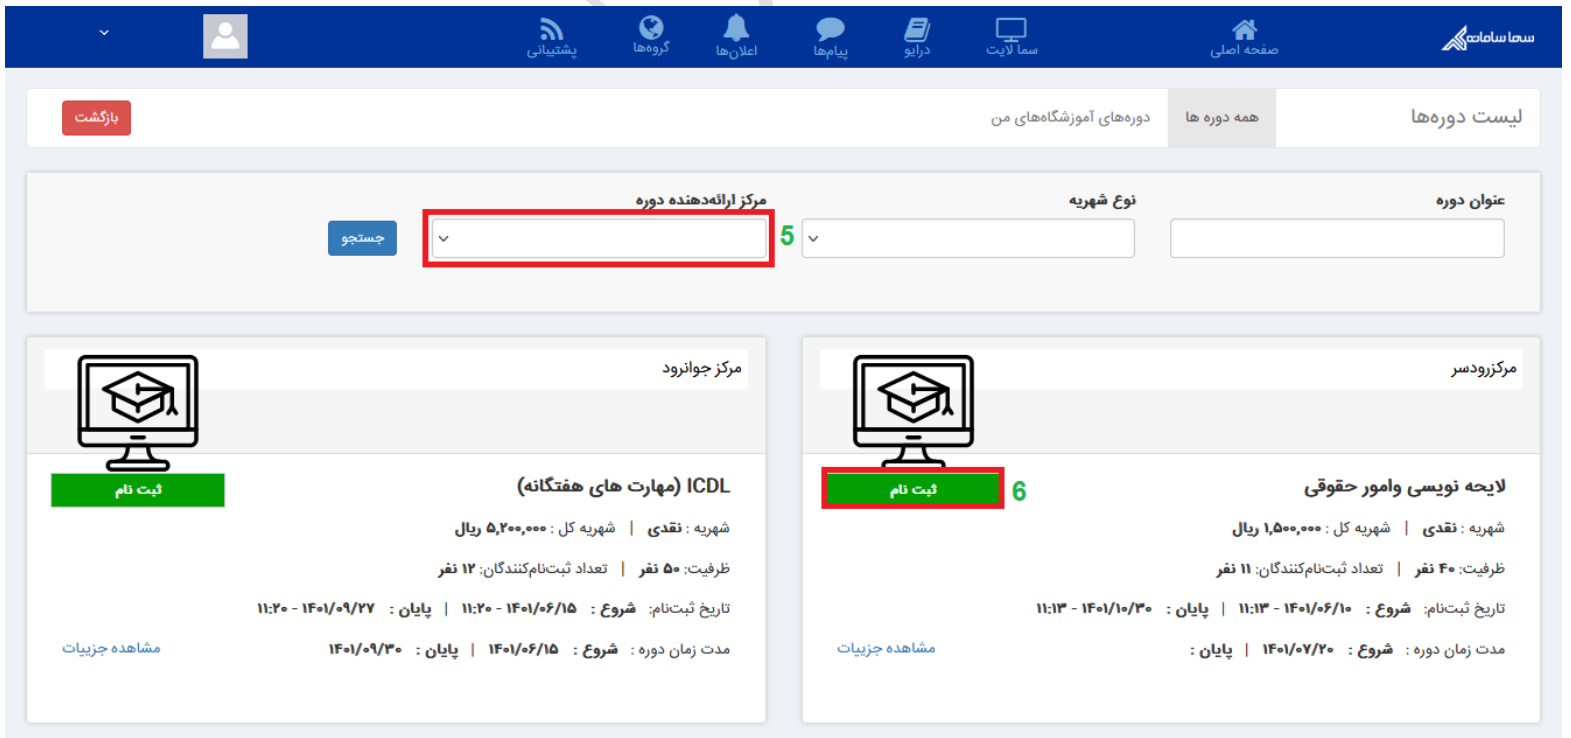 سما سامانه
صفحه اصلی
سما لایت
درایو
پیام‌ها
اعلان‌ها
گروه‌ها
پشتیبانی
لیست دوره‌ها
همه دوره ها
دوره‌های آموزشگاه‌های من
بازگشت
عنوان دوره
نوع شهریه
مرکز ارائه‌دهنده دوره
5
جستجو
مرکزرودسر
لایحه نویسی وامور حقوقی
6
ثبت نام
شهریه : نقدی | شهریه کل : ۱,۵۰۰,۰۰۰ ریال
ظرفیت: ۴۰ نفر | تعداد ثبت‌نام‌کنندگان: ۱۱ نفر
تاریخ ثبت‌نام: شروع : ۱۴۰۱/۰۶/۱۰ - ۱۱:۱۳ | پایان : ۱۴۰۱/۱۰/۳۰ - ۱۱:۱۳
مدت زمان دوره : شروع : ۱۴۰۱/۰۷/۲۰ | پایان :
مشاهده جزییات
مرکز جوانرود
ICDL (مهارت های هفتگانه)
ثبت نام
شهریه : نقدی | شهریه کل : ۵,۲۰۰,۰۰۰ ریال
ظرفیت: ۵۰ نفر | تعداد ثبت‌نام‌کنندگان: ۱۲ نفر
تاریخ ثبت‌نام: شروع : ۱۴۰۱/۰۶/۱۵ - ۱۱:۲۰ | پایان : ۱۴۰۱/۰۹/۲۷ - ۱۱:۲۰
مدت زمان دوره : شروع : ۱۴۰۱/۰۶/۱۵ | پایان : ۱۴۰۱/۰۹/۳۰
مشاهده جزییات